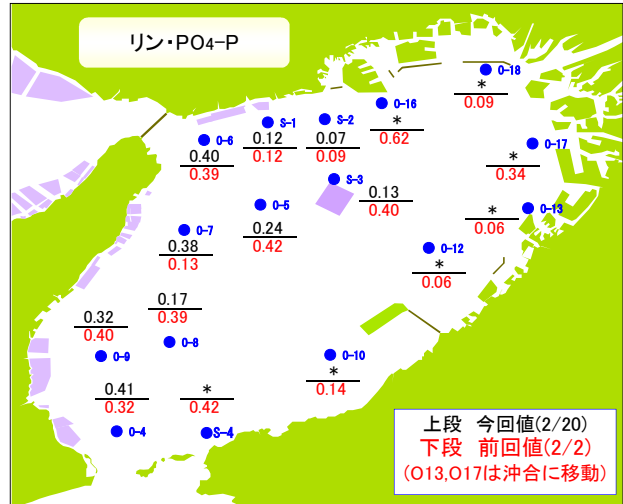 リン・PO4-P
O-18
*
0.09
O-16
*
0.62
S-2
0.07
0.09
S-1
0.12
0.12
O-6
0.40
0.39
O-17
*
0.34
S-3
0.13
0.40
O-5
0.24
0.42
O-13
*
0.06
O-7
0.38
0.13
O-12
*
0.06
0.17
0.39
O-8
0.32
0.40
O-9
O-10
*
0.14
0.41
0.32
O-4
*
0.42
S-4
上段 今回値(2/20)
下段 前回値(2/2)
(O13,O17は沖合に移動)